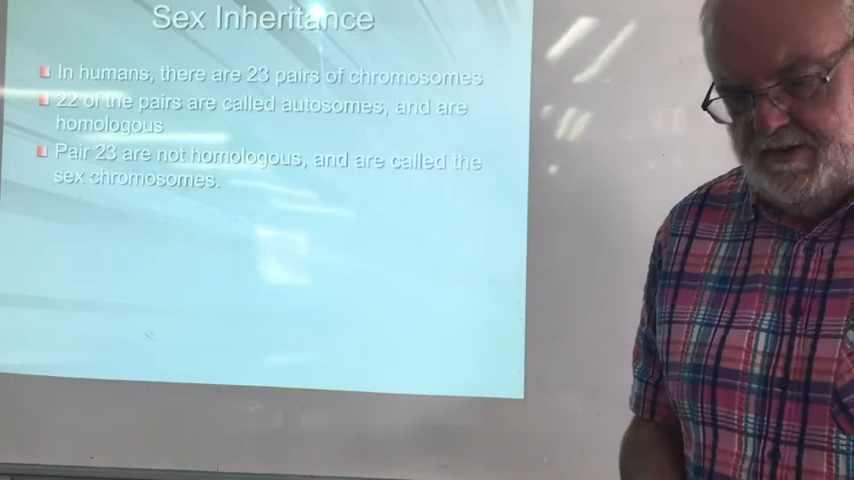 Sex Inheritance
In humans, there are 23 pairs of chromosomes
22 of the pairs are called autosomes, and are
homologous
Pair 23 are not homologous, and are called the
sex chromosomes.